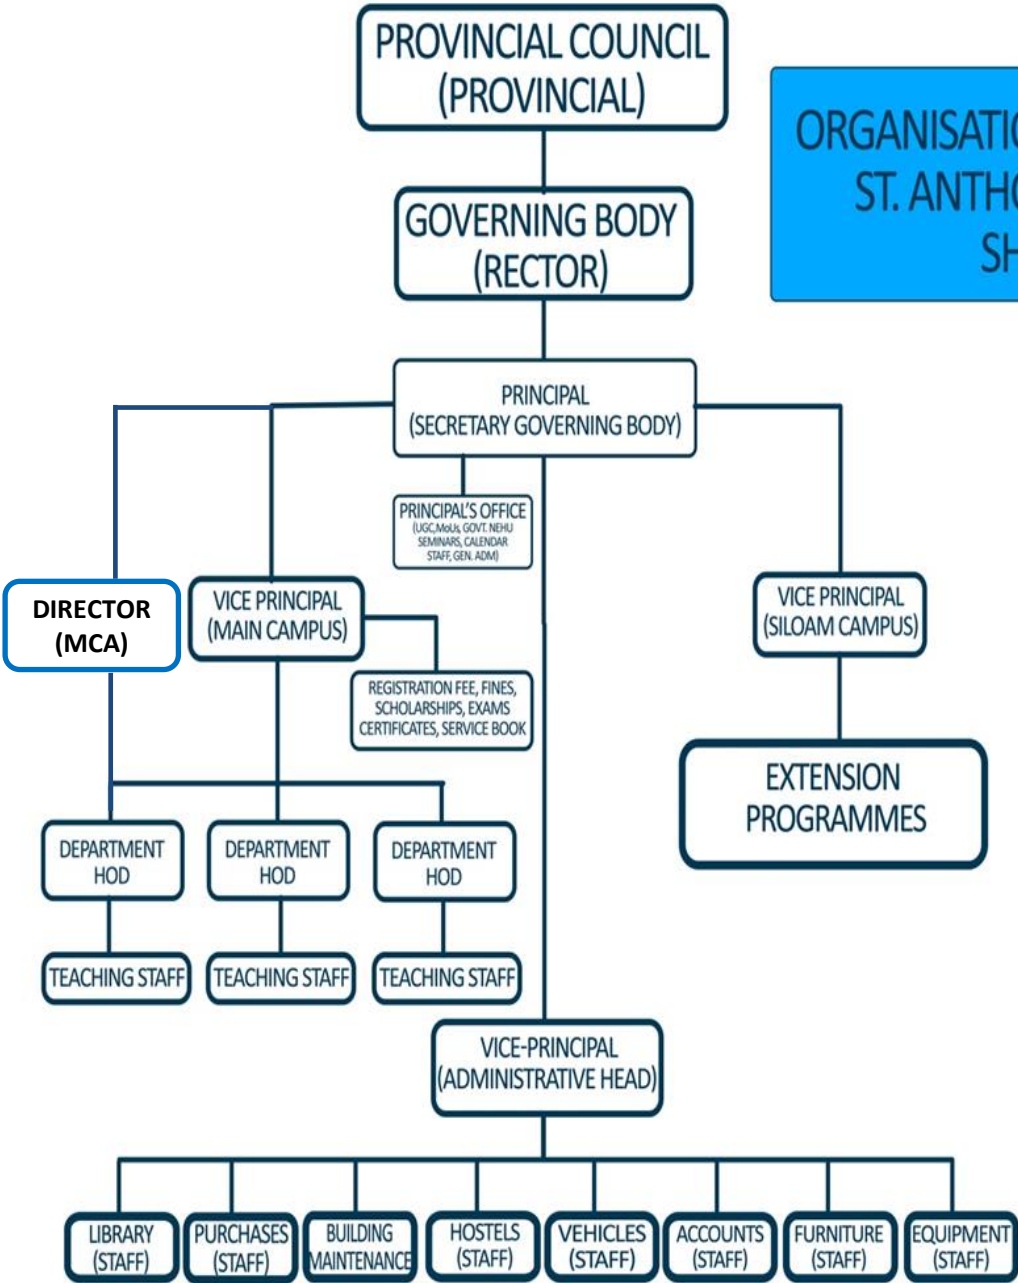 PROVINCIAL COUNCIL
(PROVINCIAL)
ORGANISATIO
ST. ANTHO
SH
GOVERNING BODY
(RECTOR)
PRINCIPAL
(SECRETARY GOVERNING BODY)
PRINCIPAL'S OFFICE
(UGC,MoUs, GOVT. NEHU
SEMINARS, CALENDAR
STAFF, GEN. ADM)
DIRECTOR
(MCA)
VICE PRINCIPAL
(MAIN CAMPUS)
VICE PRINCIPAL
(SILOAM CAMPUS)
REGISTRATION FEE, FINES,
SCHOLARSHIPS, EXAMS
CERTIFICATES, SERVICE BOOK
EXTENSION
PROGRAMMES
DEPARTMENT
HOD
DEPARTMENT
HOD
DEPARTMENT
HOD
TEACHING STAFF
TEACHING STAFF
TEACHING STAFF
VICE-PRINCIPAL
(ADMINISTRATIVE HEAD)
LIBRARY
(STAFF)
PURCHASES
(STAFF)
BUILDING
MAINTENANCE
HOSTELS
(STAFF)
VEHICLES
(STAFF)
ACCOUNTS
(STAFF)
FURNITURE
(STAFF)
EQUIPMENT
(STAFF)